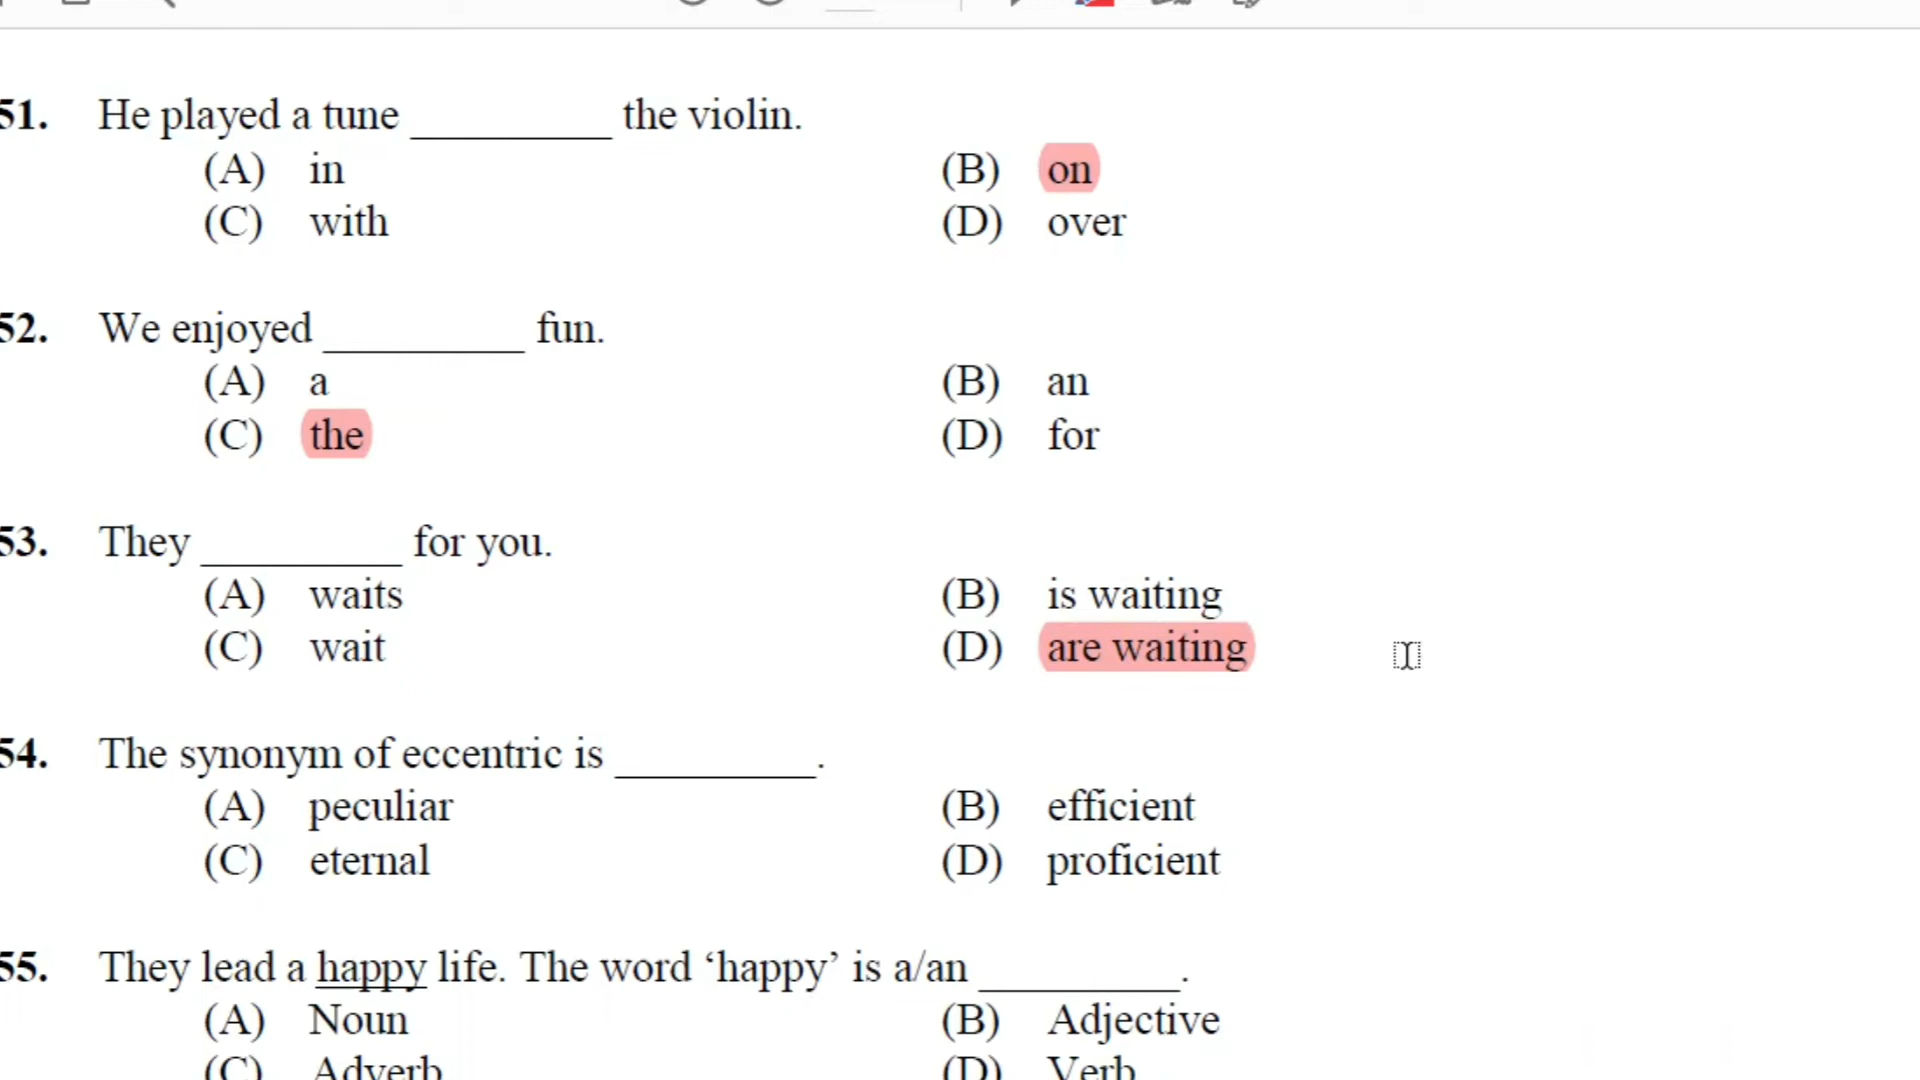 51. He played a tune __________ the violin.
(A) in (B) on
(C) with (D) over
52. We enjoyed __________ fun.
(A) a (B) an
(C) the (D) for
53. They __________ for you.
(A) waits (B) is waiting
(C) wait (D) are waiting
54. The synonym of eccentric is __________.
(A) peculiar (B) efficient
(C) eternal (D) proficient
55. They lead a happy life. The word ‘happy’ is a/an __________.
(A) Noun (B) Adjective
(C) Adverb (D) Verb